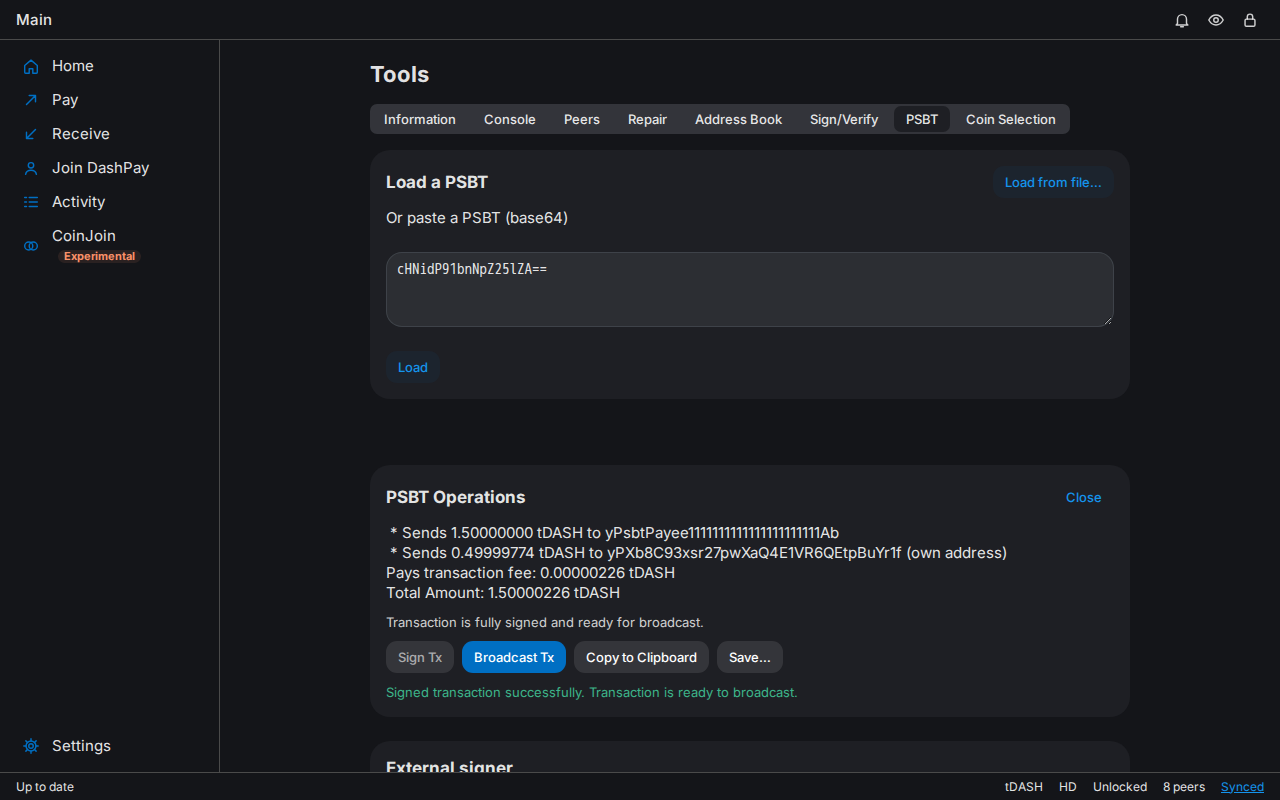 Main
Home
Pay
Receive
Join DashPay
Activity
CoinJoin
Experimental
Settings
Tools
Information Console Peers Repair Address Book Sign/Verify PSBT Coin Selection
Load a PSBT
Load from file...
Or paste a PSBT (base64)
cHNidP91bnNpZ25lZA==
Load
PSBT Operations
Close
* Sends 1.50000000 tDASH to yPsbtPayee1111111111111111111111Ab
* Sends 0.49999774 tDASH to yPXb8C93xsr27pwXaQ4E1VR6QEtpBuYr1f (own address)
Pays transaction fee: 0.00000226 tDASH
Total Amount: 1.50000226 tDASH
Transaction is fully signed and ready for broadcast.
Sign Tx Broadcast Tx Copy to Clipboard Save...
Signed transaction successfully. Transaction is ready to broadcast.
External signer
Up to date
tDASH HD Unlocked 8 peers Synced